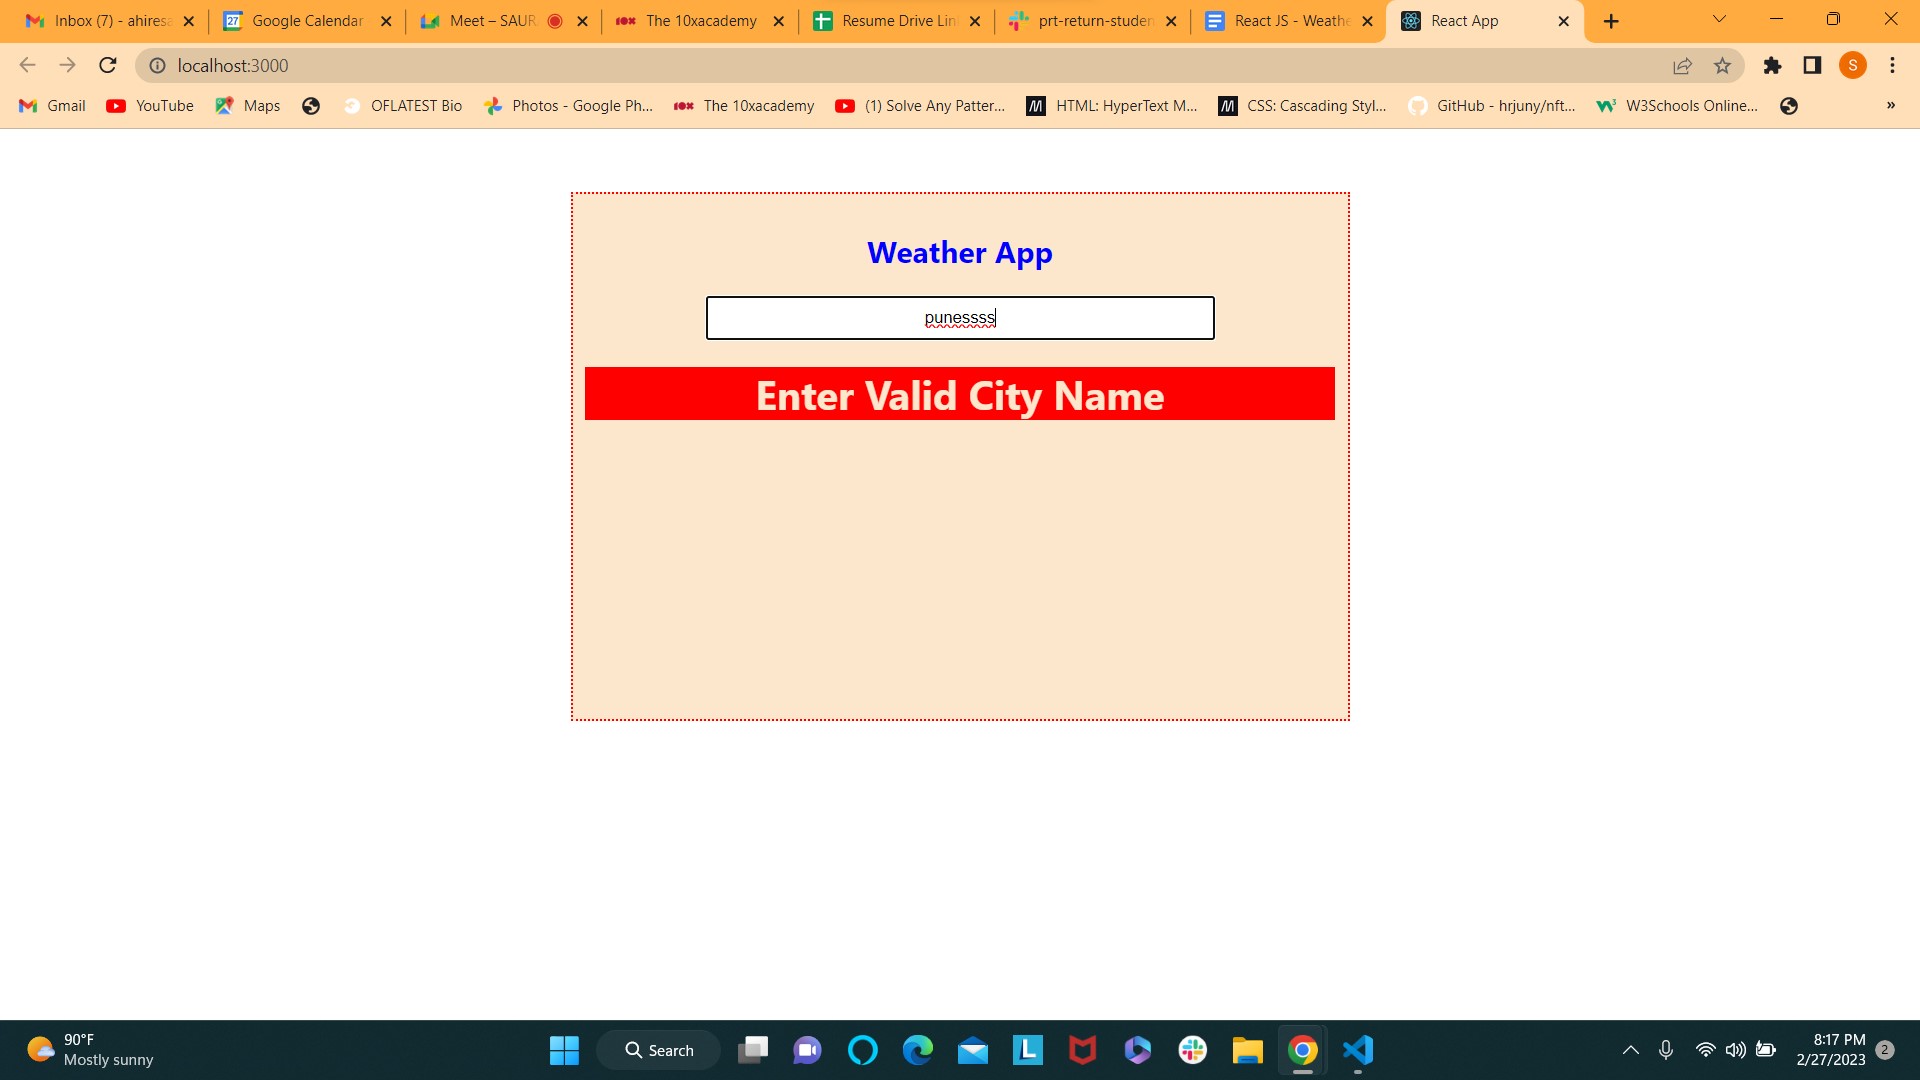 Inbox (7) - ahiresa
Google Calendar
Meet – SAUR
The 10xacademy
Resume Drive Lin
prt-return-studen
React JS - Weathe
React App
localhost:3000
S
Gmail
YouTube
Maps
OFLATEST Bio
Photos - Google Ph...
The 10xacademy
(1) Solve Any Patter...
HTML: HyperText M...
CSS: Cascading Styl...
GitHub - hrjuny/nft...
W3Schools Online...
»
Weather App
punessss
Enter Valid City Name
90°F
Mostly sunny
Search
8:17 PM
2/27/2023
2